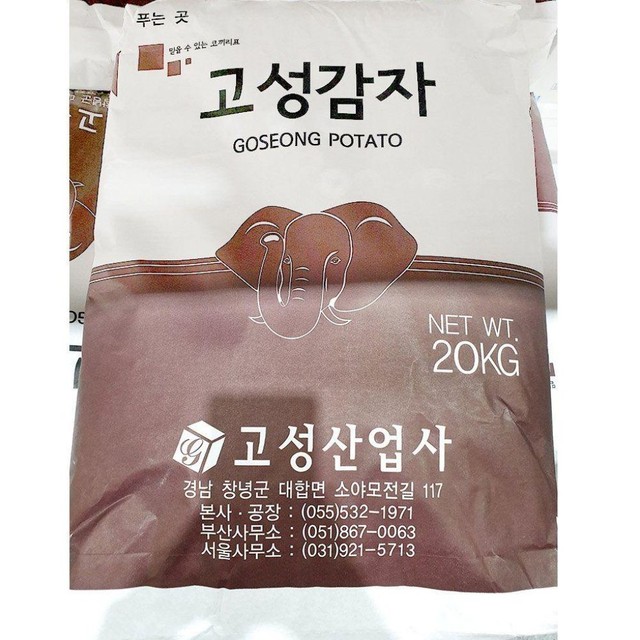 푸는 곳
믿을 수 있는 코끼리표
고성감자
GOSEONG POTATO
NET WT.
20KG
고성산업사
경남 창녕군 대합면 소야모전길 117
본사·공장 : (055)532-1971
부산사무소 : (051)867-0063
서울사무소 : (031)921-5713